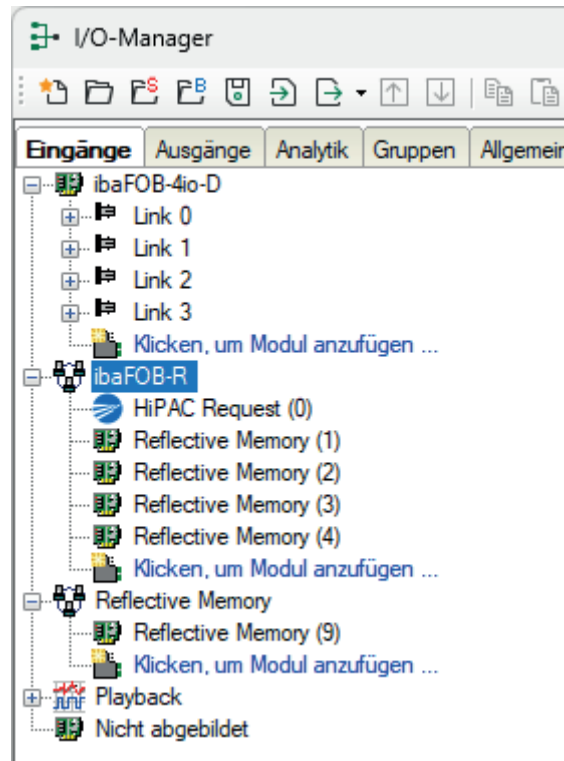 I/O-Manager
S B
Eingänge Ausgänge Analytik Gruppen Allgemein
ibaFOB-4io-D
Link 0
Link 1
Link 2
Link 3
Klicken, um Modul anzufügen ...
ibaFOB-R
HiPAC Request (0)
Reflective Memory (1)
Reflective Memory (2)
Reflective Memory (3)
Reflective Memory (4)
Klicken, um Modul anzufügen ...
Reflective Memory
Reflective Memory (9)
Klicken, um Modul anzufügen ...
Playback
Nicht abgebildet